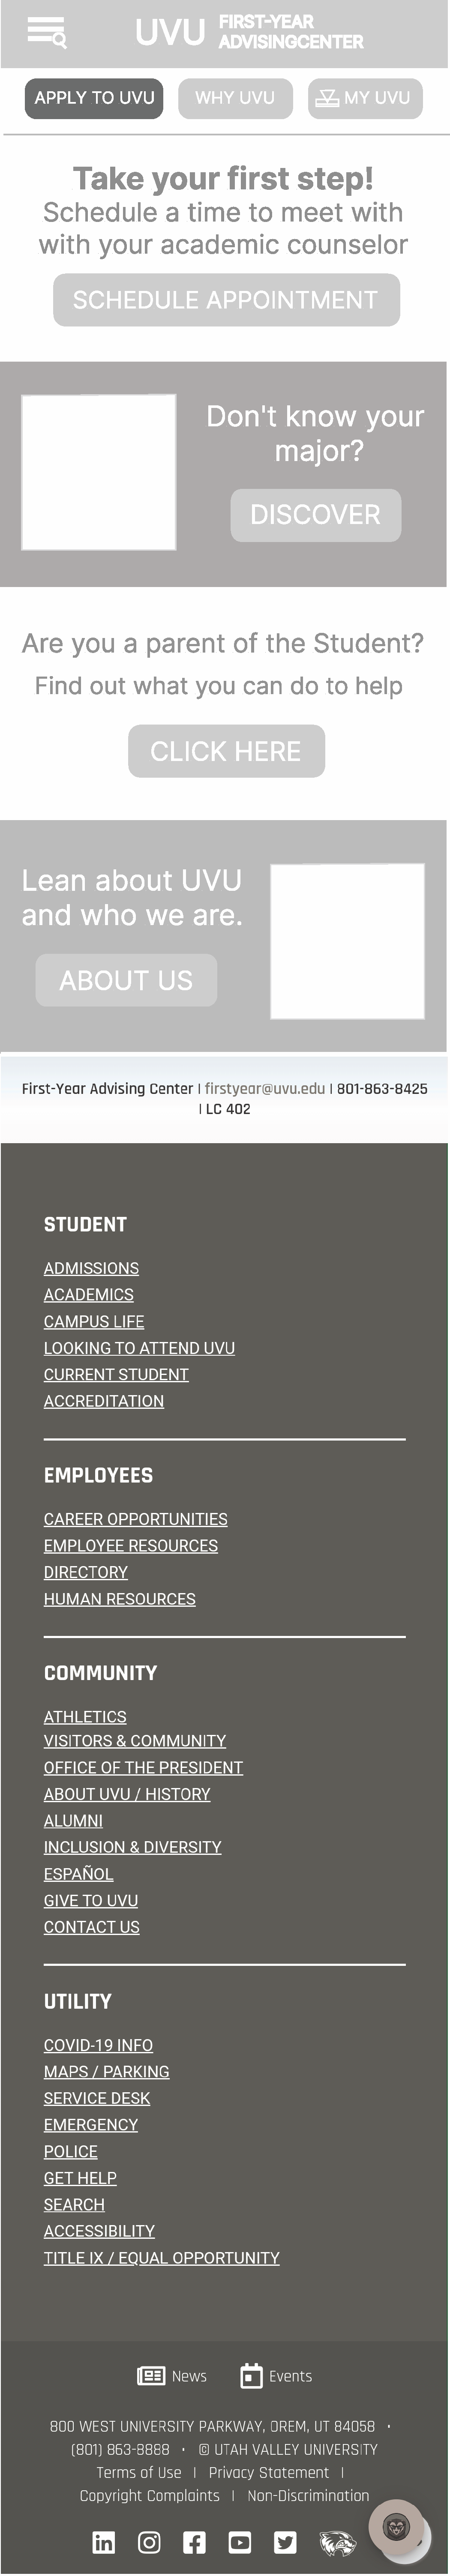 UVU FIRST-YEAR
ADVISINGCENTER
APPLY TO UVU WHY UVU MY UVU
Take your first step!
Schedule a time to meet with
with your academic counselor
SCHEDULE APPOINTMENT
Don't know your
major?
DISCOVER
Are you a parent of the Student?
Find out what you can do to help
CLICK HERE
Lean about UVU
and who we are.
ABOUT US
First-Year Advising Center | firstyear@uvu.edu | 801-863-8425
| LC 402
STUDENT
ADMISSIONS
ACADEMICS
CAMPUS LIFE
LOOKING TO ATTEND UVU
CURRENT STUDENT
ACCREDITATION
EMPLOYEES
CAREER OPPORTUNITIES
EMPLOYEE RESOURCES
DIRECTORY
HUMAN RESOURCES
COMMUNITY
ATHLETICS
VISITORS & COMMUNITY
OFFICE OF THE PRESIDENT
ABOUT UVU / HISTORY
ALUMNI
INCLUSION & DIVERSITY
ESPAÑOL
GIVE TO UVU
CONTACT US
UTILITY
COVID-19 INFO
MAPS / PARKING
SERVICE DESK
EMERGENCY
POLICE
GET HELP
SEARCH
ACCESSIBILITY
TITLE IX / EQUAL OPPORTUNITY
News Events
800 WEST UNIVERSITY PARKWAY, OREM, UT 84058 •
(801) 863-8888 • © UTAH VALLEY UNIVERSITY
Terms of Use | Privacy Statement |
Copyright Complaints | Non-Discrimination